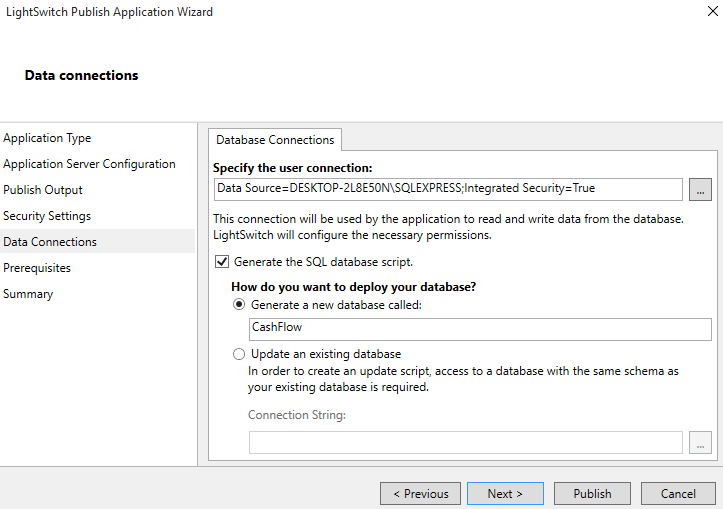 LightSwitch Publish Application Wizard
Data connections
Application Type
Application Server Configuration
Publish Output
Security Settings
Data Connections
Prerequisites
Summary
Database Connections
Specify the user connection:
Data Source=DESKTOP-2L8E50N\SQLEXPRESS;Integrated Security=True
...
This connection will be used by the application to read and write data from the database.
LightSwitch will configure the necessary permissions.
Generate the SQL database script.
How do you want to deploy your database?
Generate a new database called:
CashFlow
Update an existing database
In order to create an update script, access to a database with the same schema as
your existing database is required.
Connection String:
...
< Previous
Next >
Publish
Cancel